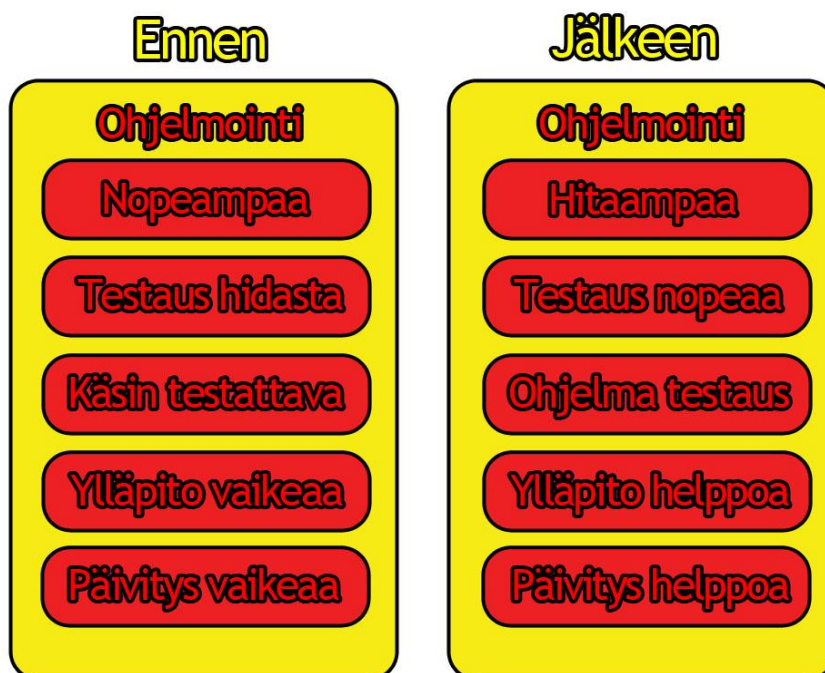 Ennen
Ohjelmointi
Nopeampaa
Testaus hidasta
Käsin testattava
Ylläpito vaikeaa
Päivitys vaikeaa
Jälkeen
Ohjelmointi
Hitaampaa
Testaus nopeaa
Ohjelma testaus
Ylläpito helppoa
Päivitys helppoa